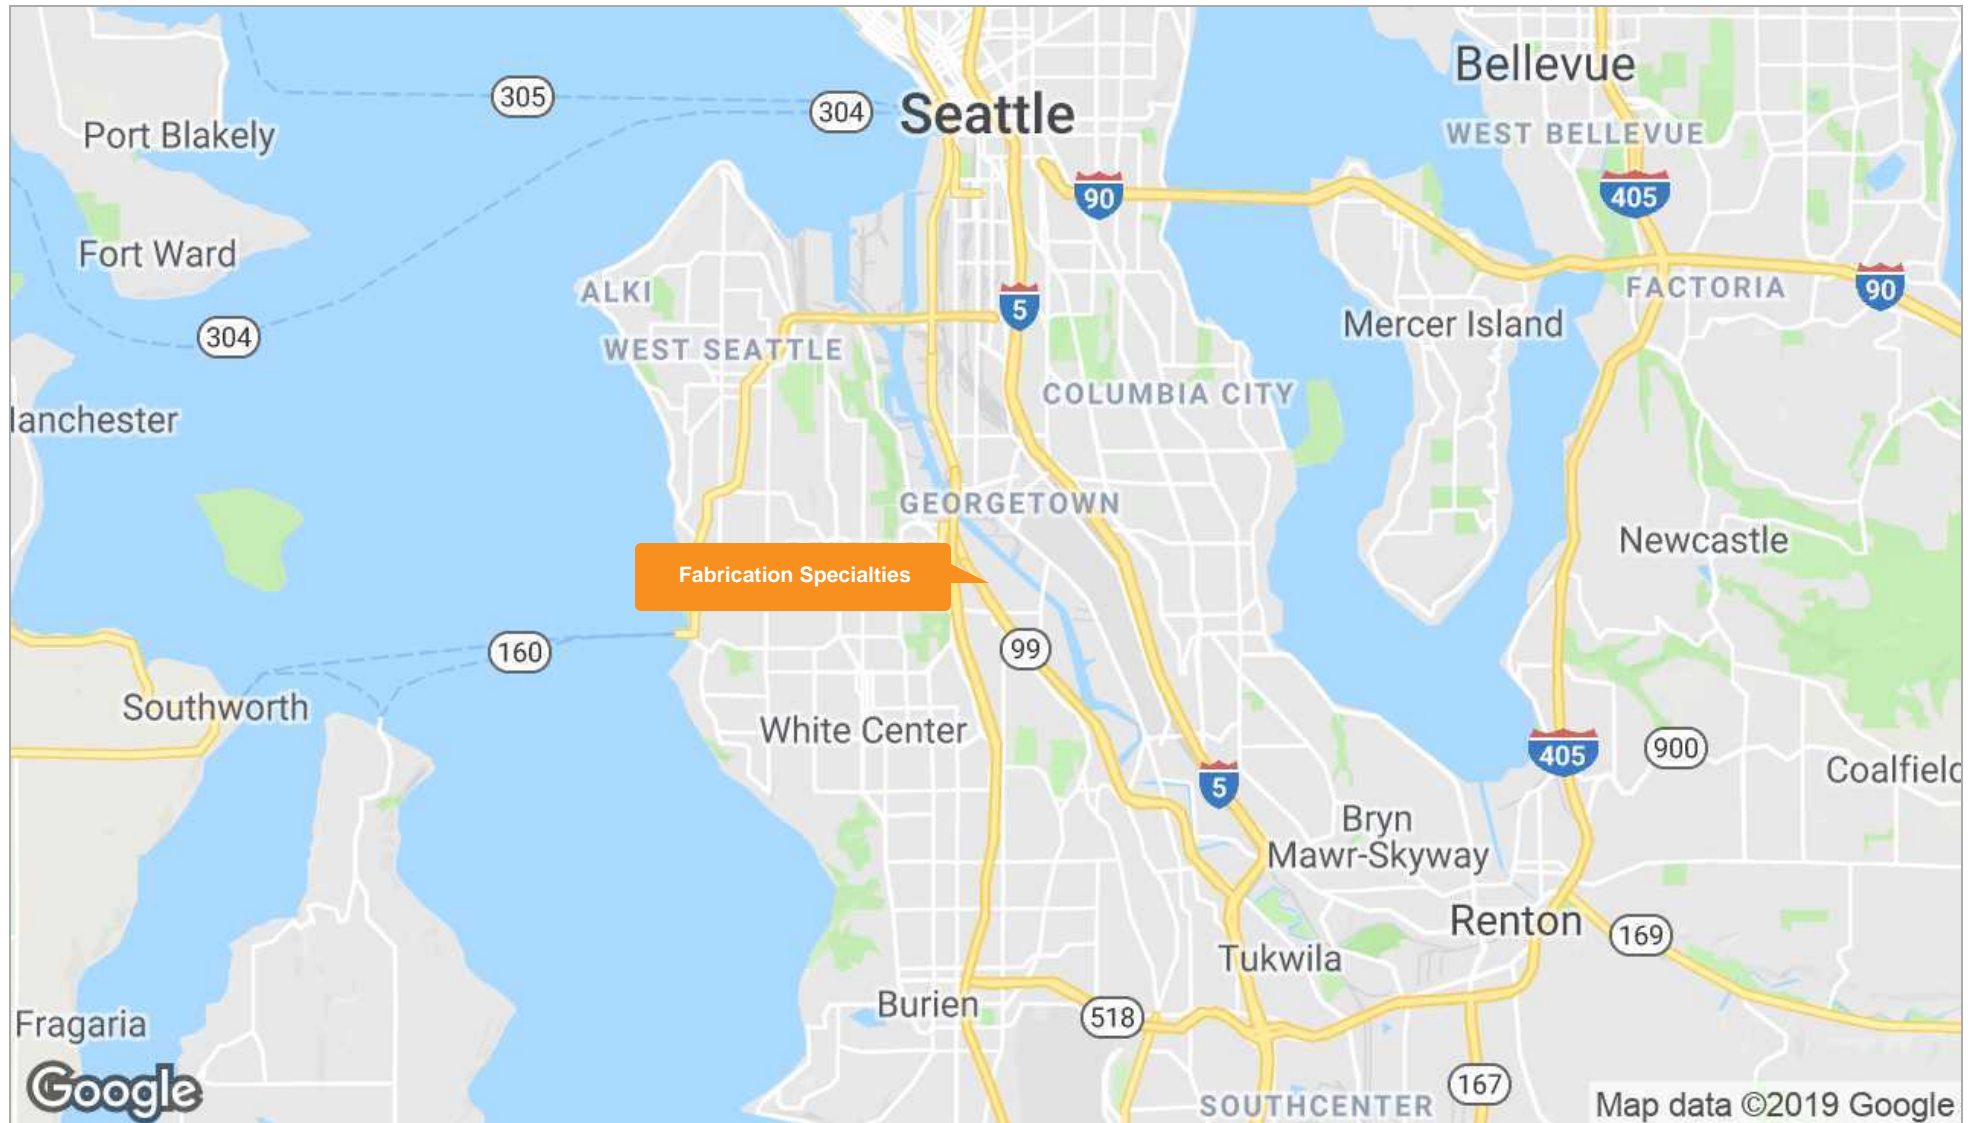 Bellevue
305
304
Seattle
Port Blakely
WEST BELLEVUE
90
405
Fort Ward
ALKI
FACTORIA
90
5
304
Mercer Island
WEST SEATTLE
COLUMBIA CITY
anchester
GEORGETOWN
Newcastle
Fabrication Specialties
160
99
Southworth
White Center
405
900
Coalfield
5
Bryn
Mawr-Skyway
Renton
169
Tukwila
Burien
518
Fragaria
Google
167
SOUTHCENTER
Map data ©2019 Google